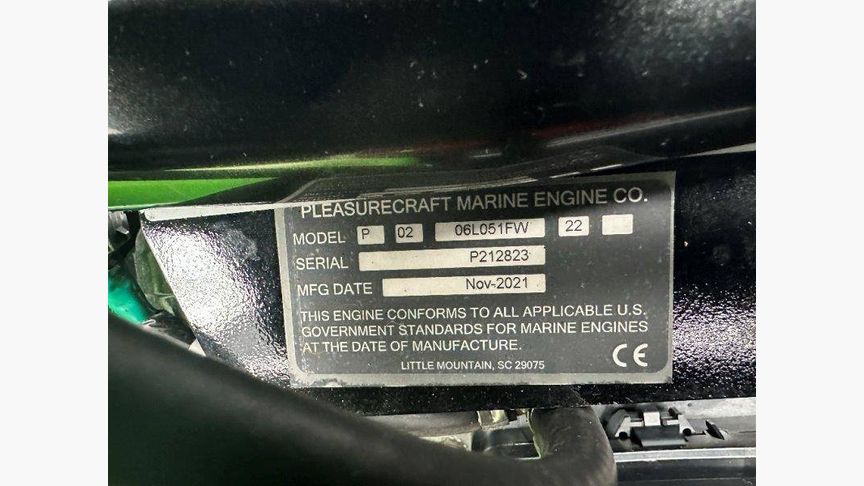 PLEASURECRAFT MARINE ENGINE CO.
MODEL P 02 06L051FW 22
SERIAL P212823
MFG DATE Nov-2021
THIS ENGINE CONFORMS TO ALL APPLICABLE U.S.
GOVERNMENT STANDARDS FOR MARINE ENGINES
AT THE DATE OF MANUFACTURE.
CE
LITTLE MOUNTAIN, SC 29075